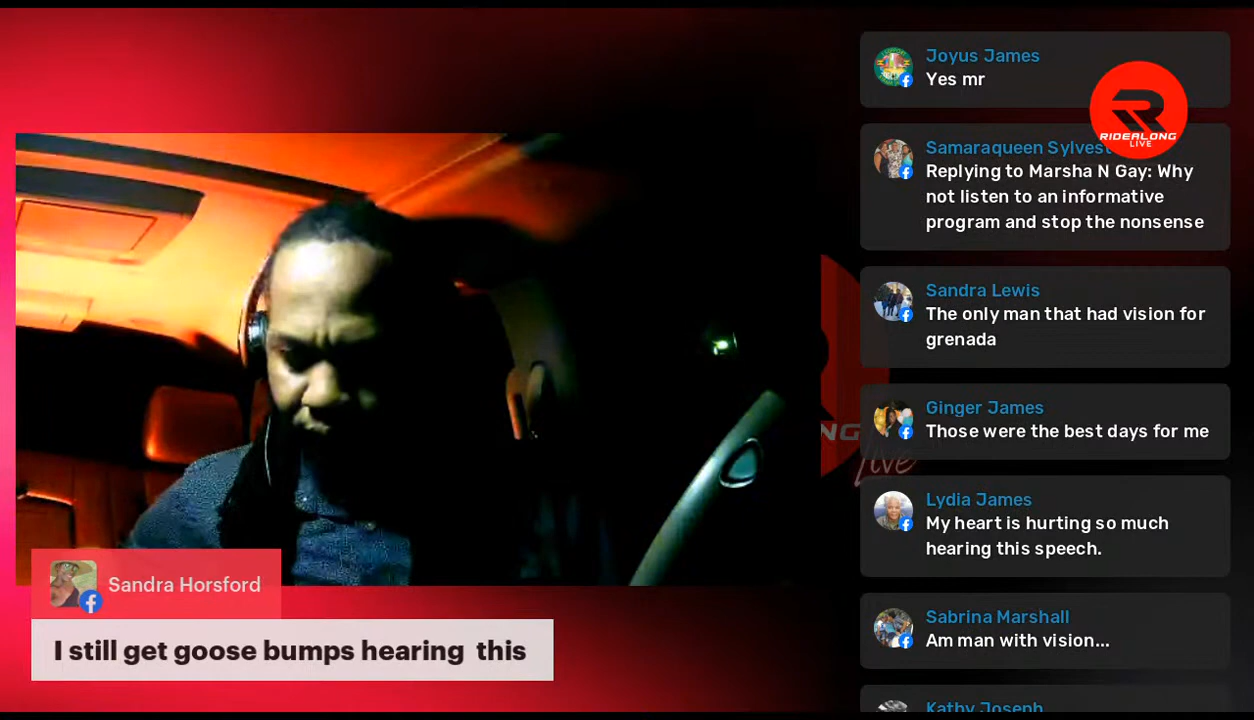 Joyus James
Yes mr
RIDEALONG
LIVE
Samaraqueen Sylvest
Replying to Marsha N Gay: Why
not listen to an informative
program and stop the nonsense
Sandra Lewis
The only man that had vision for
grenada
Ginger James
Those were the best days for me
NG
Live
Lydia James
My heart is hurting so much
hearing this speech.
Sabrina Marshall
Am man with vision...
Kathy Joseph
Sandra Horsford
I still get goose bumps hearing this